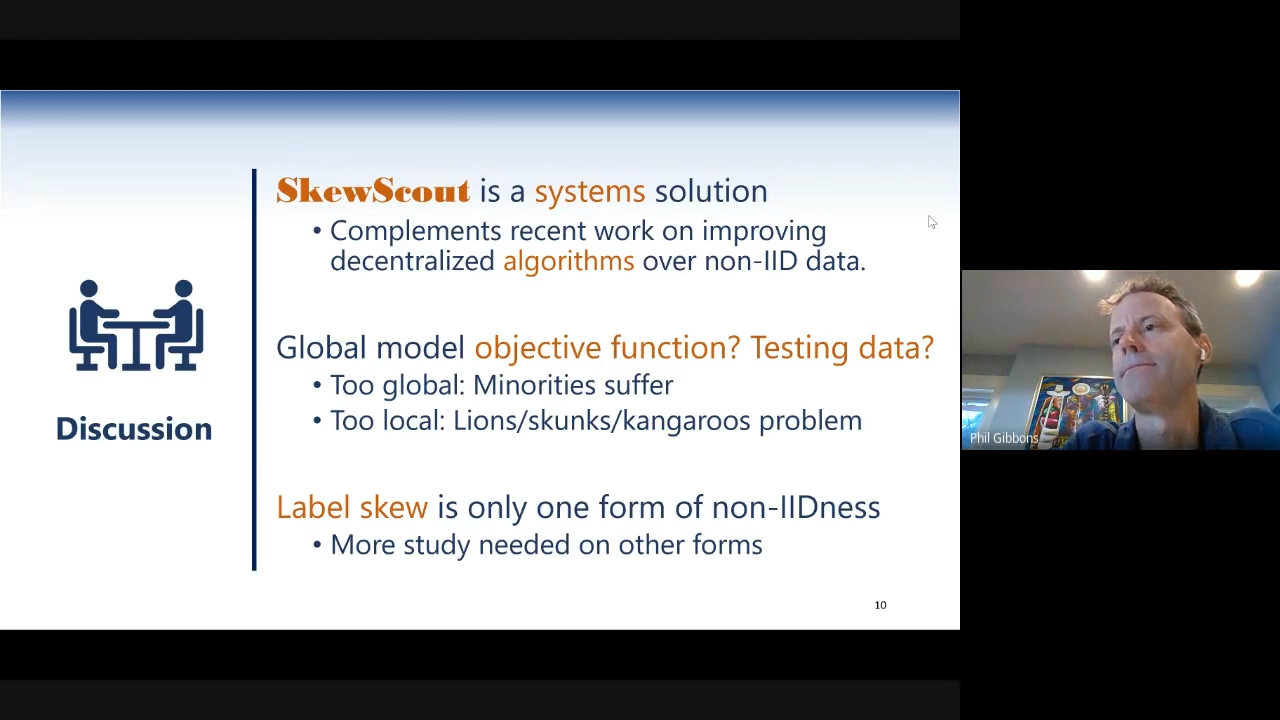 SkewScout is a systems solution
• Complements recent work on improving
decentralized algorithms over non-IID data.
Global model objective function? Testing data?
• Too global: Minorities suffer
• Too local: Lions/skunks/kangaroos problem
Discussion
Label skew is only one form of non-IIDness
• More study needed on other forms
10
Phil Gibbons